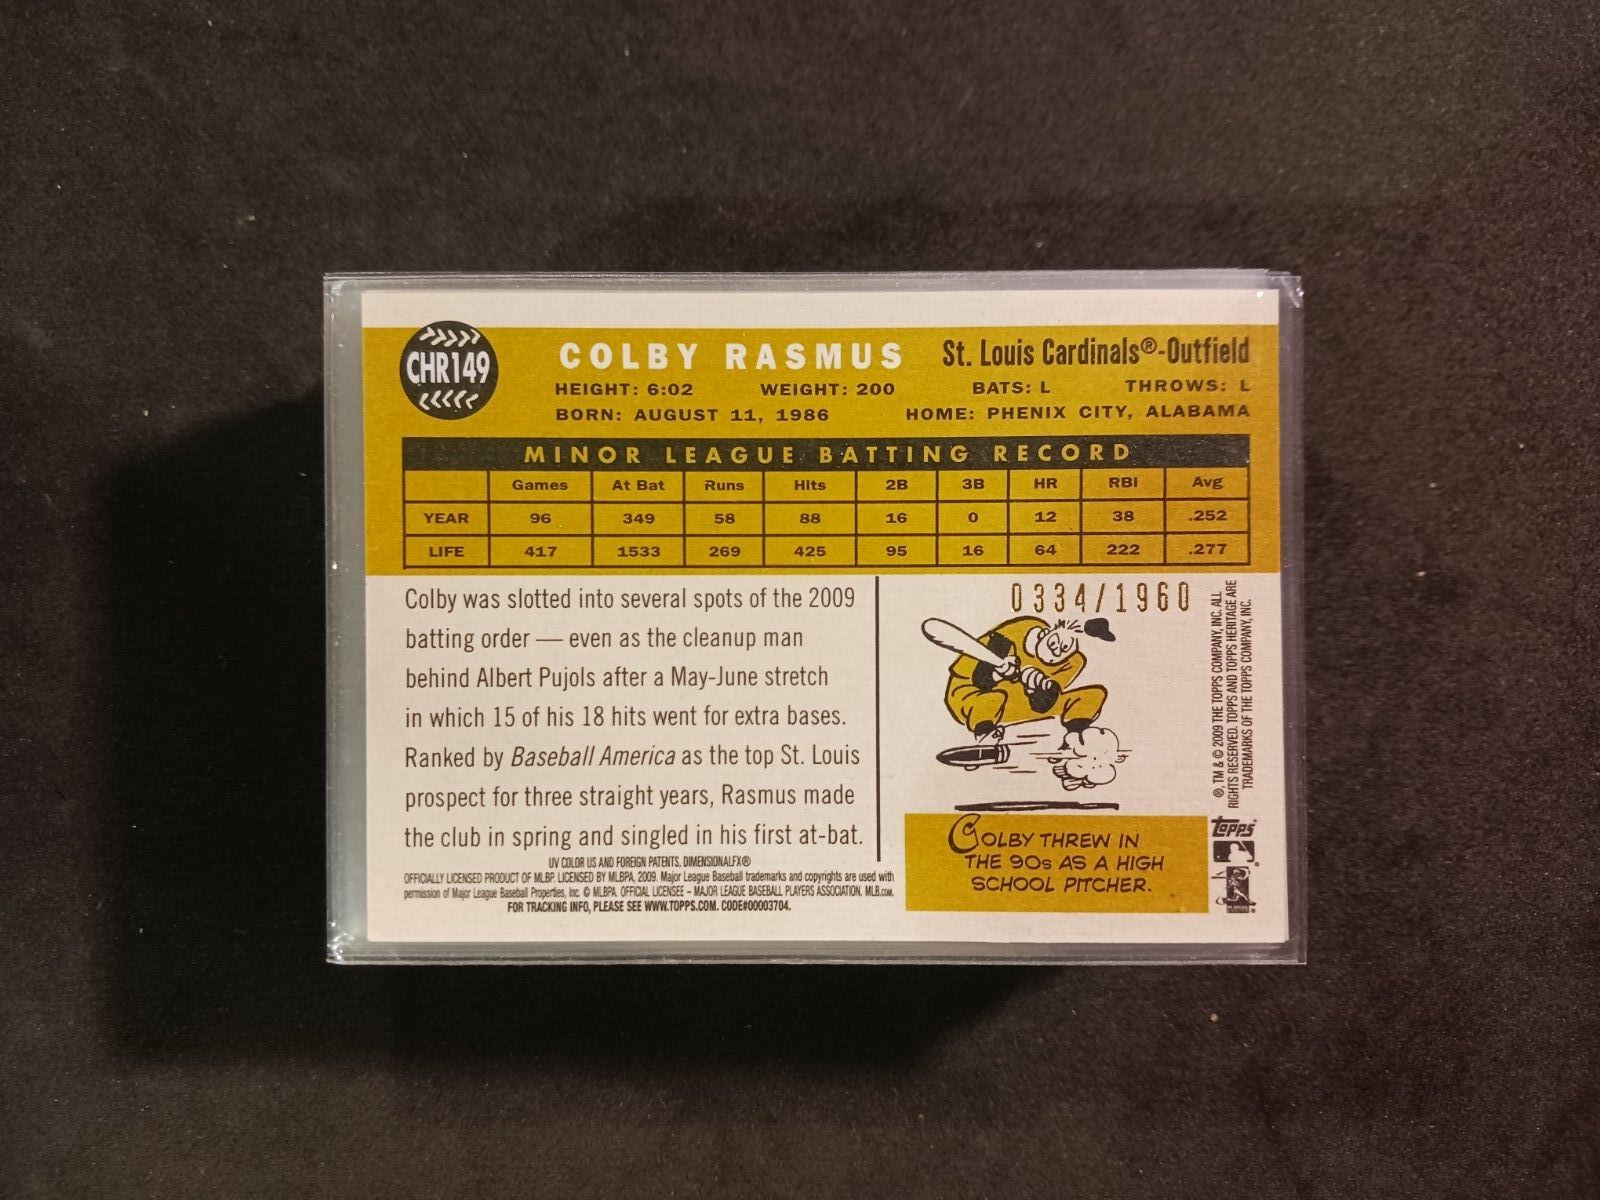 CHR149
COLBY RASMUS St. Louis Cardinals®-Outfield
HEIGHT: 6:02 WEIGHT: 200 BATS: L THROWS: L
BORN: AUGUST 11, 1986 HOME: PHENIX CITY, ALABAMA
MINOR LEAGUE BATTING RECORD
Games At Bat Runs Hits 2B 3B HR RBI Avg
YEAR 96 349 58 88 16 0 12 38 .252
LIFE 417 1533 269 425 95 16 64 222 .277
Colby was slotted into several spots of the 2009
batting order — even as the cleanup man
behind Albert Pujols after a May-June stretch
in which 15 of his 18 hits went for extra bases.
Ranked by Baseball America as the top St. Louis
prospect for three straight years, Rasmus made
the club in spring and singled in his first at-bat.
UV COLOR US AND FOREIGN PATENTS, DIMENSIONALFX®
OFFICIALLY LICENSED PRODUCT OF MLBP. LICENSED BY MLBPA, 2009. Major League Baseball trademarks and copyrights are used with
permission of Major League Baseball Properties, Inc. © MLBPA. OFFICIAL LICENSEE – MAJOR LEAGUE BASEBALL PLAYERS ASSOCIATION. MLB.com.
FOR TRACKING INFO, PLEASE SEE WWW.TOPPS.COM. CODE#00003704.
0334/1960
COLBY THREW IN
THE 90s AS A HIGH
SCHOOL PITCHER.
®, TM & © 2009 THE TOPPS COMPANY, INC. ALL
RIGHTS RESERVED. TOPPS AND TOPPS HERITAGE ARE
TRADEMARKS OF THE TOPPS COMPANY, INC.
topps